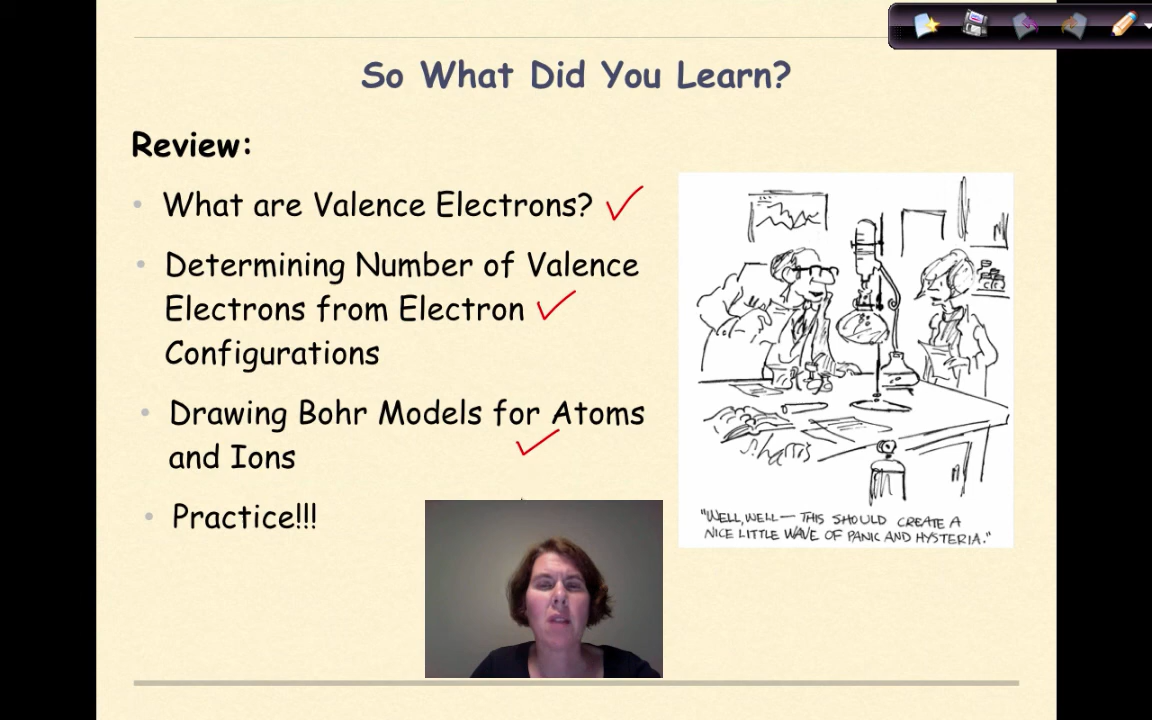 So What Did You Learn?
Review:
What are Valence Electrons?
Determining Number of Valence
Electrons from Electron
Configurations
Drawing Bohr Models for Atoms
and Ions
Practice!!!
S. Harris
"WELL, WELL — THIS SHOULD CREATE A
NICE LITTLE WAVE OF PANIC AND HYSTERIA."